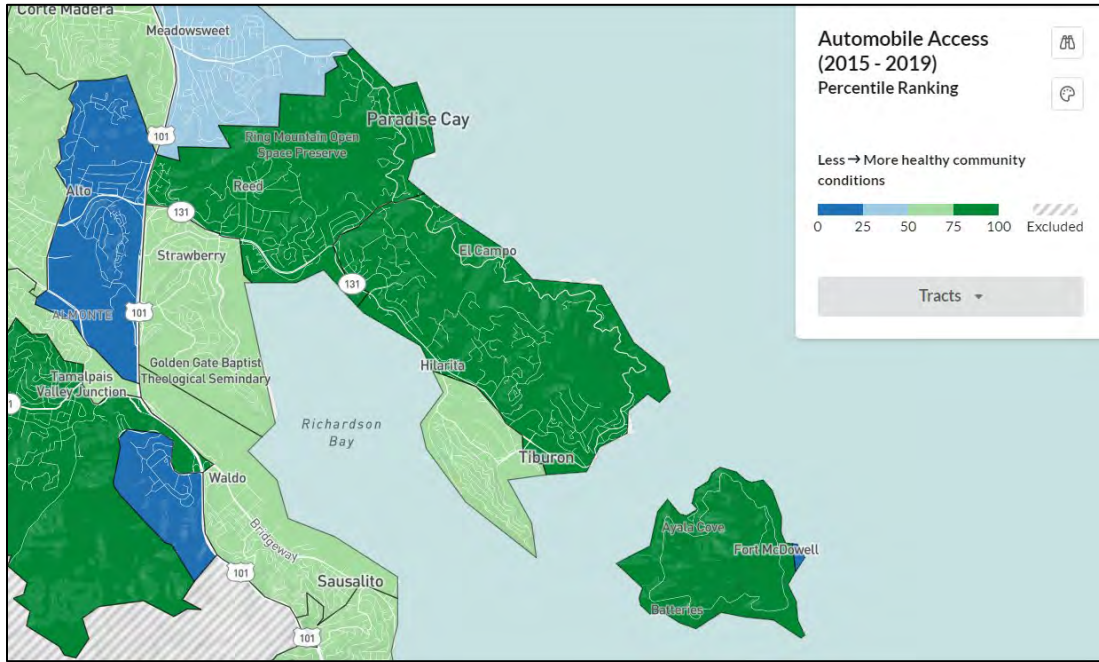 Corte Madera
Meadowsweet
101
Paradise Cay
Ring Mountain Open
Space Preserve
Reed
Alto
131
Strawberry
El Campo
131
101
ALMONTE
Golden Gate Baptist
Theological Semindary
Hilarita
Tamalpais
Valley Junction
1
Richardson
Bay
Tiburon
Waldo
Ayala Cove
Fort McDowell
Bridgeway
101
Sausalito
Batteries
101
Automobile Access
(2015 - 2019)
Percentile Ranking
Less → More healthy community
conditions
0 25 50 75 100 Excluded
Tracts